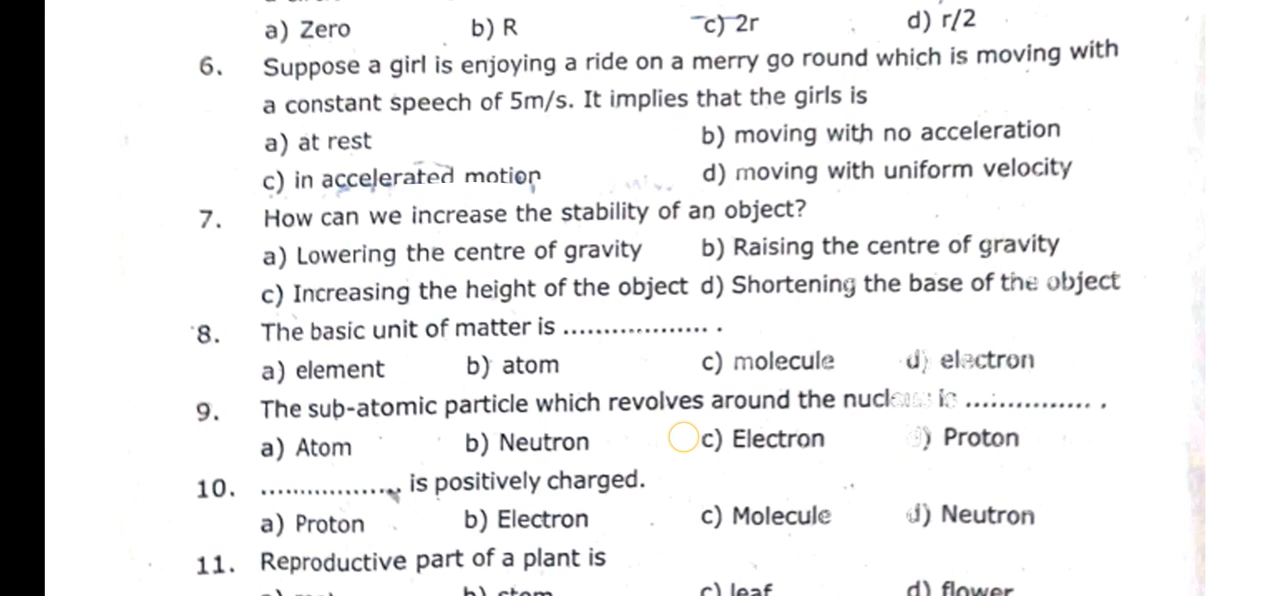 a) Zero b) R c) 2r d) r/2
6. Suppose a girl is enjoying a ride on a merry go round which is moving with
a constant speech of 5m/s. It implies that the girls is
a) at rest b) moving with no acceleration
c) in accelerated motion d) moving with uniform velocity
7. How can we increase the stability of an object?
a) Lowering the centre of gravity b) Raising the centre of gravity
c) Increasing the height of the object d) Shortening the base of the object
8. The basic unit of matter is ................... .
a) element b) atom c) molecule d) electron
9. The sub-atomic particle which revolves around the nucleus is ................ .
a) Atom b) Neutron c) Electron d) Proton
10. .................. is positively charged.
a) Proton b) Electron c) Molecule d) Neutron
11. Reproductive part of a plant is
b) stem c) leaf d) flower